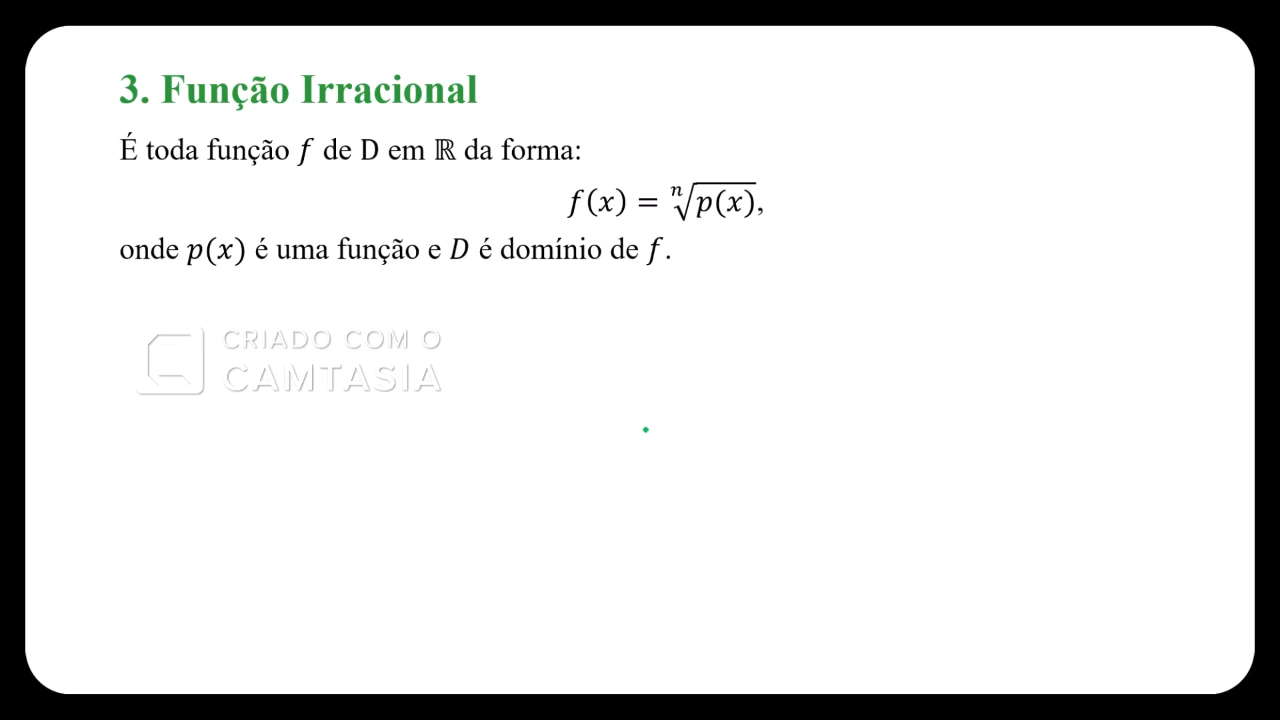 3. Função Irracional
É toda função 𝑓 de D em ℝ da forma:
𝑓(𝑥) = ⁿ√𝑝(𝑥),
onde 𝑝(𝑥) é uma função e 𝐷 é domínio de 𝑓.
CRIADO COM O
CAMTASIA